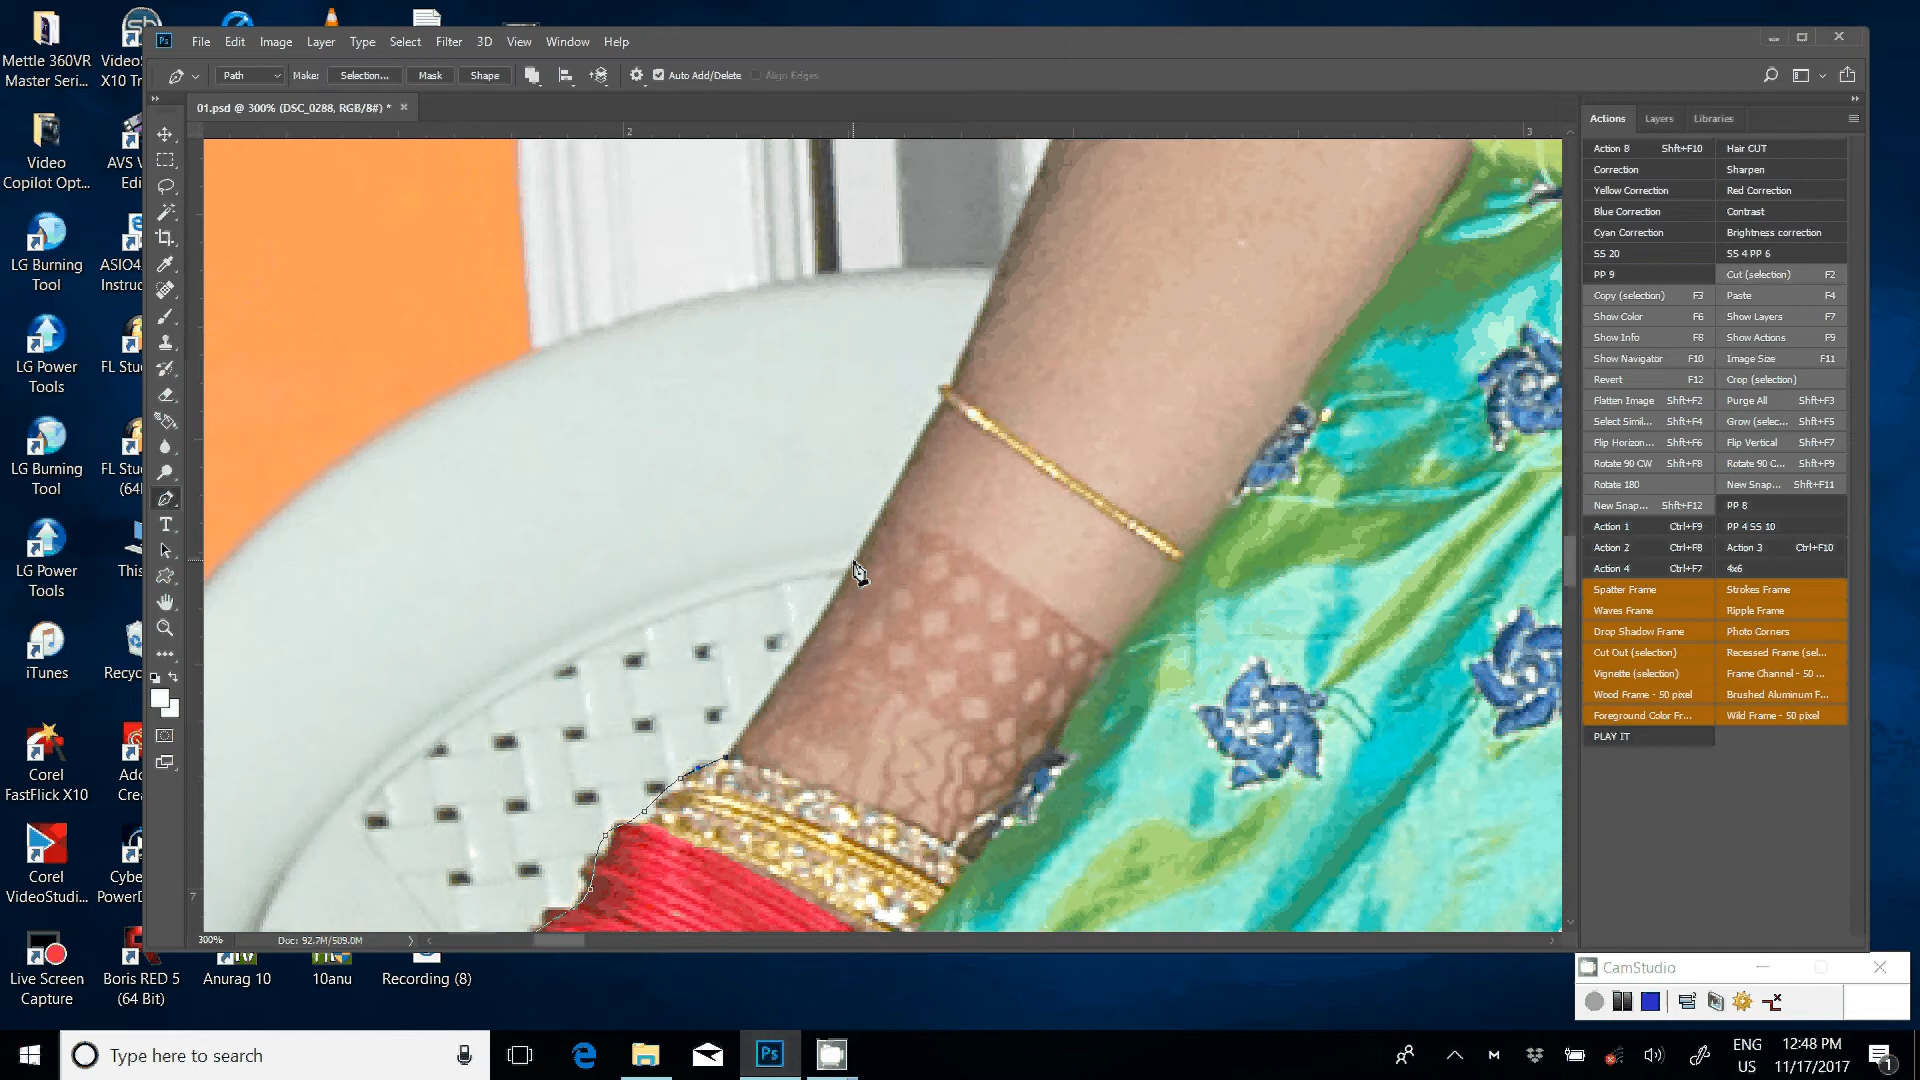 File Edit Image Layer Type Select Filter 3D View Window Help
Path Make: Selection... Mask Shape Auto Add/Delete Align Edges
01.psd @ 300% (DSC_0288, RGB/8#) *
2 3
7
300% Doc: 92.7M/509.0M
Actions Layers Libraries
Action 8 Shft+F10 Hair CUT
Correction Sharpen
Yellow Correction Red Correction
Blue Correction Contrast
Cyan Correction Brightness correction
SS 20 SS 4 PP 6
PP 9 Cut (selection) F2
Copy (selection) F3 Paste F4
Show Color F6 Show Layers F7
Show Info F8 Show Actions F9
Show Navigator F10 Image Size F11
Revert F12 Crop (selection)
Flatten Image Shft+F2 Purge All Shft+F3
Select Simil... Shft+F4 Grow (selec... Shft+F5
Flip Horizon... Shft+F6 Flip Vertical Shft+F7
Rotate 90 CW Shft+F8 Rotate 90 C... Shft+F9
Rotate 180 New Snap... Shft+F11
New Snap... Shft+F12 PP 8
Action 1 Ctrl+F9 PP 4 SS 10
Action 2 Ctrl+F8 Action 3 Ctrl+F10
Action 4 Ctrl+F7 4x6
Spatter Frame Strokes Frame
Waves Frame Ripple Frame
Drop Shadow Frame Photo Corners
Cut Out (selection) Recessed Frame (sel...
Vignette (selection) Frame Channel - 50 ...
Wood Frame - 50 pixel Brushed Aluminum F...
Foreground Color Fr... Wild Frame - 50 pixel
PLAY IT
Mettle 360VR
Master Seri...
VideoS
X10 Tr
Video
Copilot Opt...
AVS V
Edi
LG Burning
Tool
ASIO4
Instruc
LG Power
Tools
FL Stu
LG Burning
Tool
FL Stu
(64
LG Power
Tools
This
iTunes
Recyc
Corel
FastFlick X10
Ado
Crea
Corel
VideoStudi...
Cybe
PowerD
Live Screen
Capture
Boris RED 5
(64 Bit)
Anurag 10
10anu
Recording (8)
CamStudio
Type here to search
Ps
ENG
US
12:48 PM
11/17/2017
1